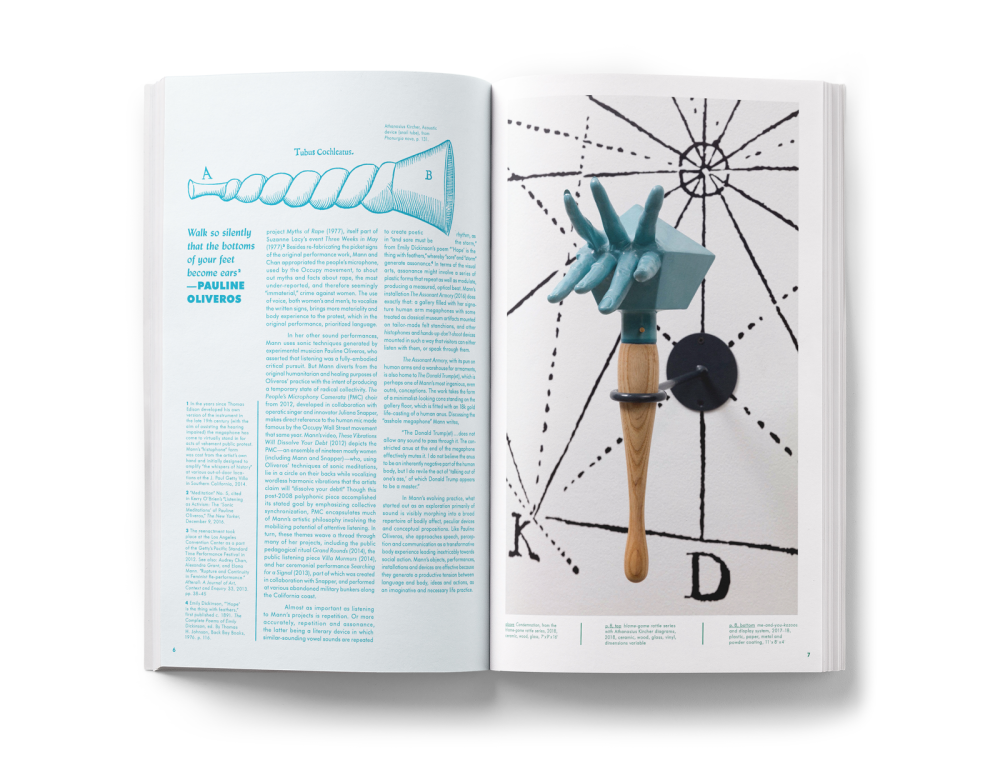 Athanasius Kircher,
device
Phonurgia nova, p. 132.
Tubus Cochleatus.
A
B
Walk so silently
that the bottoms
of your feet
become ears²
—PAULINE
OLIVEROS
1 In the years since Thomas
Edison developed his own
version of the instrument in
the late 19th century (with the
aim of assisting the hearing
impaired) the megaphone has
come to virtually stand in for
acts of vehement public protest.
was cast from the artist's own
hand and initially designed to
amplify "the whispers of history"
at various out-of-door loca-
tions at the J. Paul Getty Villa
in Southern California, 2014.
2 "Meditation" No. 5, cited
in Kerry O'Brien's "Listening
as Activism: The 'Sonic
Meditations' of Pauline
Oliveros," The New Yorker,
December 9, 2016.
3 The reenactment took
place at the Los Angeles
Convention Center as a part
of the Getty's Pacific Standard
Time Performance Festival in
2012. See also: Audrey Chan,
Alexandra Grant, and Elana
Mann: "Rupture and Continuity
in Feminist Re-performance."
Afterall: A Journal of Art,
Context and Enquiry, 33, 2013,
pp. 38–45
4 Emily Dickinson, "'Hope'
is the thing with feathers,"
first published c. 1891. The
Complete Poems of Emily
Dickinson, ed. By Thomas
H. Johnson, Back Bay Books,
1976, p. 116
6
project Myths of Rape (1977), itself part of
Suzanne Lacy's event Three Weeks in May
(1977).³ Besides re-fabricating the picket signs
of the original performance work, Mann and
Chan appropriated the people's microphone,
used by the Occupy movement, to shout
out myths and facts about rape, the most
under-reported, and therefore seemingly
"immaterial," crime against women. The use
of voice, both women's and men's, to vocalize
the written signs, brings more materiality and
body experience to the protest, which in the
original performance, prioritized language.
In her other sound performances,
Mann uses sonic techniques generated by
experimental musician Pauline Oliveros, who
asserted that listening was a fully-embodied
critical pursuit. But Mann diverts from the
original humanitarian and healing purposes of
Oliveros' practice with the intent of producing
a temporary state of radical collectivity. The
People's Microphony Camerata (PMC) choir
from 2012, developed in collaboration with
operatic singer and innovator Juliana Snapper,
makes direct reference to the human mic made
famous by the Occupy Wall Street movement
that same year. Mann's video, These Vibrations
Will Dissolve Your Debt (2012) depicts the
PMC—an ensemble of nineteen mostly women
(including Mann and Snapper)—who, using
Oliveros' techniques of sonic meditations,
lie in a circle on their backs while vocalizing
wordless harmonic vibrations that the artists
claim will "dissolve your debt!" Though this
post-2008 polyphonic piece accomplished
its stated goal by emphasizing collective
synchronization, PMC encapsulates much
of Mann's artistic philosophy involving the
mobilising potential of attentive listening. In
turn, these themes weave a thread through
many of her projects, including the public
pedagogical ritual Grand Rounds (2014), the
public listening piece Villa Murmurs (2014),
and her ceremonial performance Searching
for a Signal (2013), part of which was created
in collaboration with Snapper, and performed
at various abandoned military bunkers along
the California coast.
Almost as important as listening
to Mann's projects is repetition. Or more
accurately, repetition and assonance,
the latter being a literary device in which
similar-sounding vowel sounds are repeated
to create poetic rhythm, as
in "and sore must be the storm,"
from Emily Dickinson's poem "'Hope' is the
thing with feathers," whereby "sore" and "storm"
generate assonance.⁴ In terms of the visual
arts, assonance might involve a series of
plastic forms that repeat as well as modulate,
producing a measured, optical beat. Mann's
installation The Assonant Armory (2016) does
exactly that: a gallery filled with her signa-
ture human arm megaphones with some
treated as classical museum artifacts mounted
on tailor-made felt stanchions, and other
histophones and hands-up-don't-shoot-devices
mounted in such a way that visitors can either
listen with them, or speak through them.
The Assonant Armory, with its pun on
human arms and a warehouse for armaments,
is also home to The Donald Trump(et), which is
perhaps one of Mann's most ingenious, even
outré, conceptions. The work takes the form
of a minimalist-looking cone standing on the
gallery floor, which is fitted with an 18k gold
life-casting of a human anus. Discussing the
"asshole megaphone" Mann writes,
"The Donald Trump(et)... does not
allow any sound to pass through it. The con-
stricted anus at the end of the megaphone
effectively mutes it. I do not believe the anus
to be an inherently negative part of the human
body, but I do revile the act of 'talking out of
one's ass,' of which Donald Trump appears
to be a master."
In Mann's evolving practice, what
started out as an exploration primarily of
sound is visibly morphing into a broad
repertoire of bodily affect, peculiar devices
and conceptual propositions. Like Pauline
Oliveros, she approaches speech, percep-
tion and communication as a transformative
body experience leading inextricably towards
social action. Mann's objects, performances,
installations and devices are effective because
they generate a productive tension between
language and body, ideas and actions, as
an imaginative and necessary life practice.
K
D
above: Condensation, from the
theme-gone rattle series, 2018,
ceramic, wood, glass,
p. 8, top: theme-gone rattle series
with Athanasius Kircher diagrams,
2018, ceramic, wood, glass, vinyl,
dimensions variable
p. 8, bottom: me-and-you-bocows
and display system, 2017–18,
plastic, paper, metal and
powder coating, 11' x 8' x 4'
7